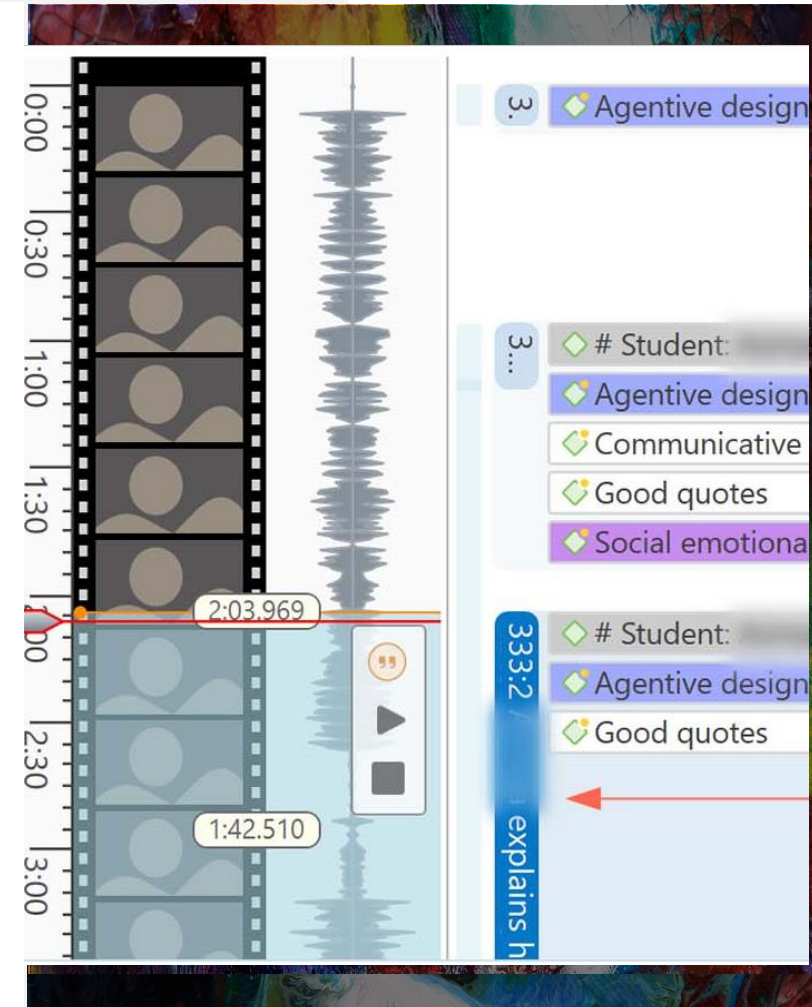 0:00
0:30
1:00
1:30
2:00
2:30
3:00
2:03.969
1:42.510
3.
Agentive design
3...
# Student:
Agentive design
Communicative
Good quotes
Social emotiona
333:2
explains h
# Student:
Agentive design
Good quotes